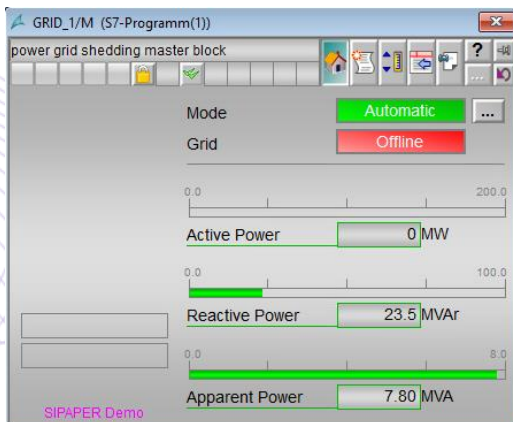 GRID_1/M (S7-Programm(1))
power grid shedding master block
?
...
Mode Automatic ...
Grid Offline
0.0 200.0
Active Power 0 MW
0.0 100.0
Reactive Power 23.5 MVAr
0.0 8.0
Apparent Power 7.80 MVA
SIPAPER Demo